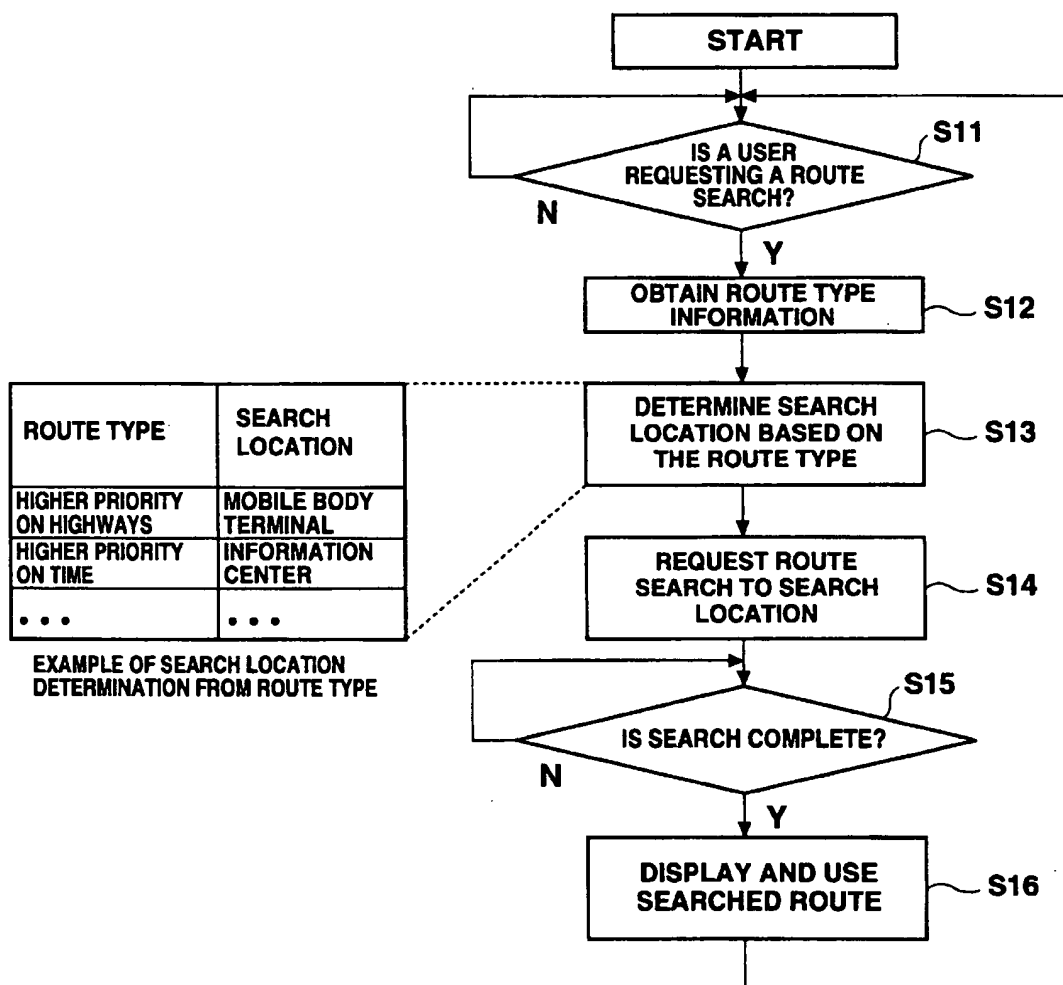 START
IS A USER
REQUESTING A ROUTE
SEARCH?
S11
N
Y
OBTAIN ROUTE TYPE
INFORMATION
S12
ROUTE TYPE
SEARCH
LOCATION
HIGHER PRIORITY
ON HIGHWAYS
MOBILE BODY
TERMINAL
HIGHER PRIORITY
ON TIME
INFORMATION
CENTER
• • •
• • •
EXAMPLE OF SEARCH LOCATION
DETERMINATION FROM ROUTE TYPE
DETERMINE SEARCH
LOCATION BASED ON
THE ROUTE TYPE
S13
REQUEST ROUTE
SEARCH TO SEARCH
LOCATION
S14
IS SEARCH COMPLETE?
S15
N
Y
DISPLAY AND USE
SEARCHED ROUTE
S16